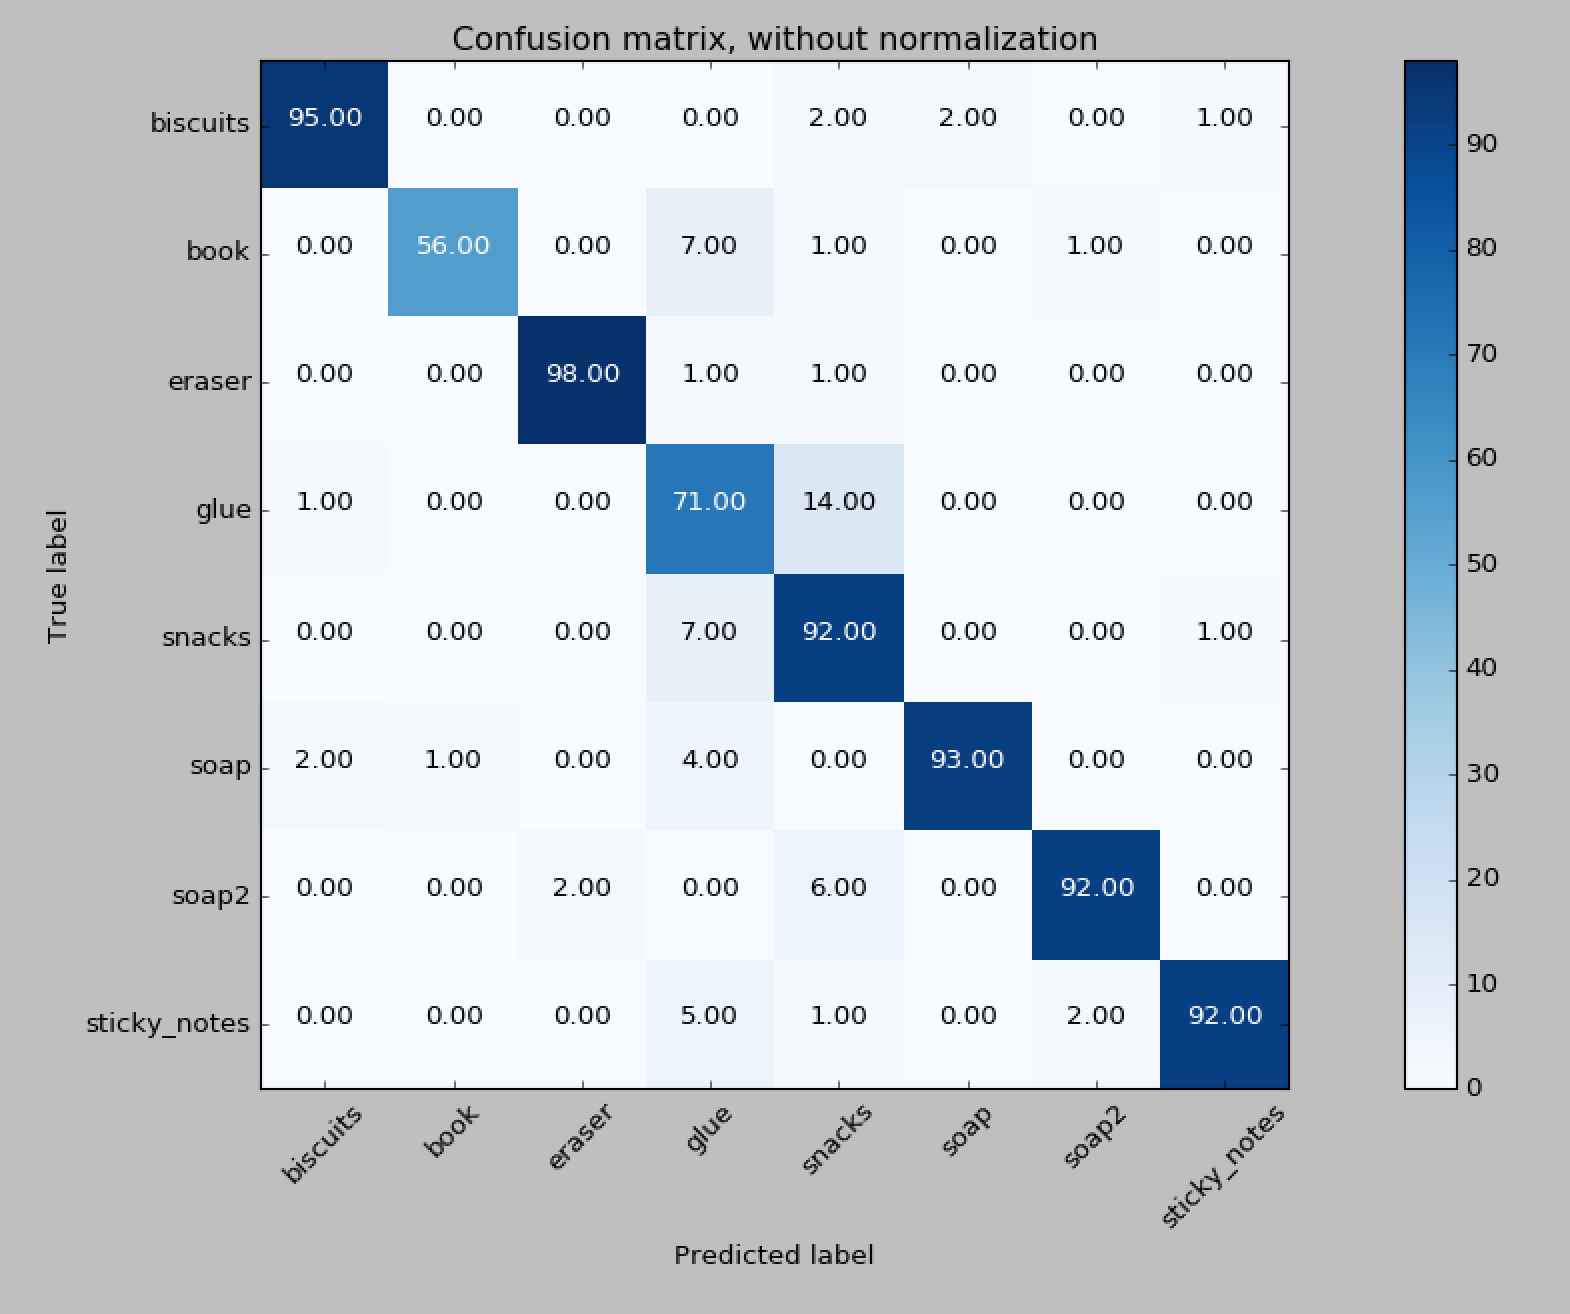 Confusion matrix, without normalization
biscuits 95.00 0.00 0.00 0.00 2.00 2.00 0.00 1.00
book 0.00 56.00 0.00 7.00 1.00 0.00 1.00 0.00
eraser 0.00 0.00 98.00 1.00 1.00 0.00 0.00 0.00
glue 1.00 0.00 0.00 71.00 14.00 0.00 0.00 0.00
snacks 0.00 0.00 0.00 7.00 92.00 0.00 0.00 1.00
soap 2.00 1.00 0.00 4.00 0.00 93.00 0.00 0.00
soap2 0.00 0.00 2.00 0.00 6.00 0.00 92.00 0.00
sticky_notes 0.00 0.00 0.00 5.00 1.00 0.00 2.00 92.00
True label
biscuits book eraser glue snacks soap soap2 sticky_notes
Predicted label
90
80
70
60
50
40
30
20
10
0